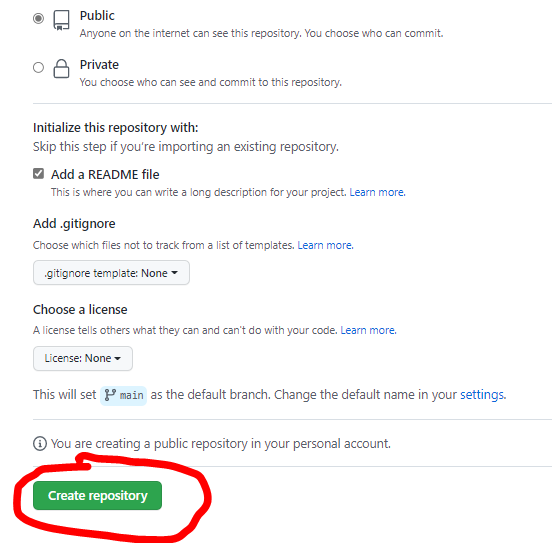 Public
Anyone on the internet can see this repository. You choose who can commit.
Private
You choose who can see and commit to this repository.
Initialize this repository with:
Skip this step if you're importing an existing repository.
Add a README file
This is where you can write a long description for your project. Learn more.
Add .gitignore
Choose which files not to track from a list of templates. Learn more.
.gitignore template: None
Choose a license
A license tells others what they can and can't do with your code. Learn more.
License: None
This will set main as the default branch. Change the default name in your settings.
You are creating a public repository in your personal account.
Create repository